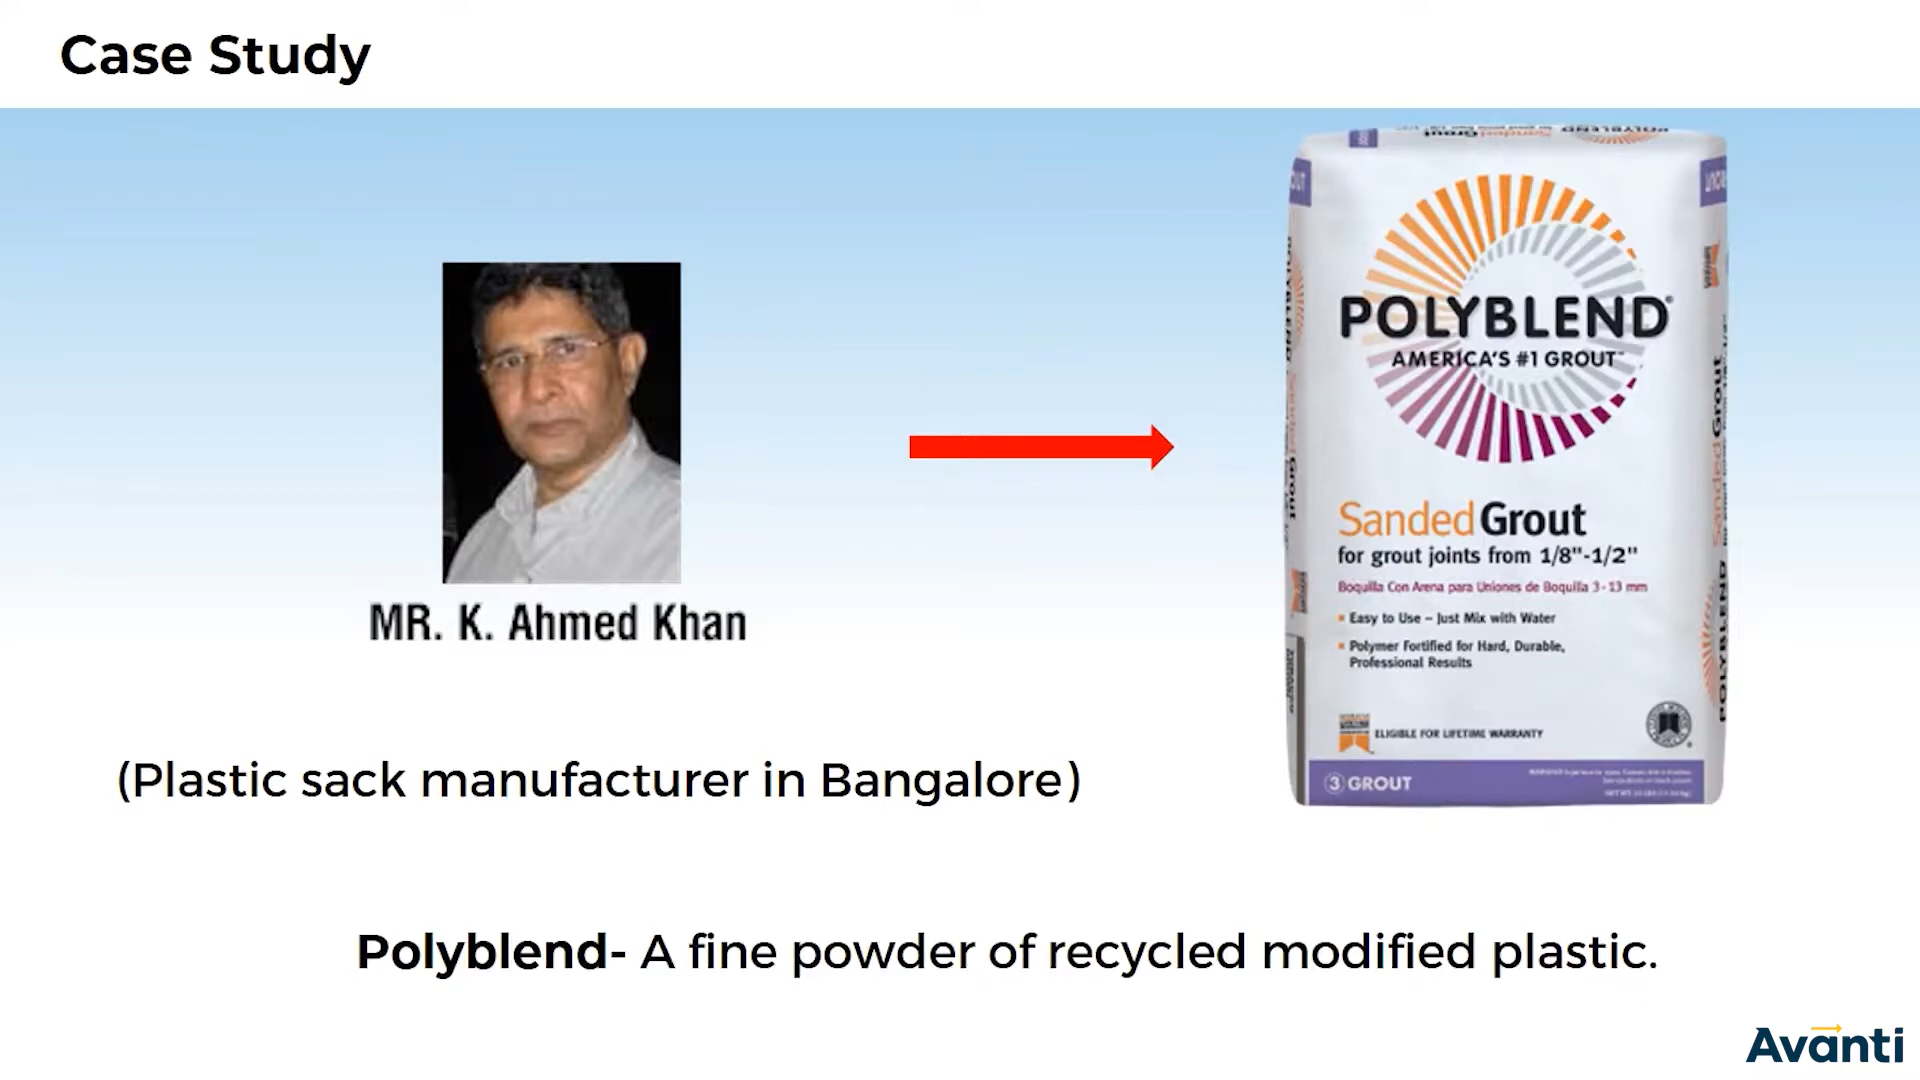 Case Study
POLYBLEND
AMERICA'S #1 GROUT
Sanded Grout
for grout joints from 1/8"-1/2"
Boquilla Con Arena para Uniones de Boquilla 3-13 mm
Easy to Use – Just Mix with Water
Polymer Fortified for Hard, Durable,
Professional Results
ELIGIBLE FOR LIFETIME WARRANTY
3 GROUT
Sanded Grout
POLYBLEND
MR. K. Ahmed Khan
(Plastic sack manufacturer in Bangalore)
Polyblend- A fine powder of recycled modified plastic.
Avanti